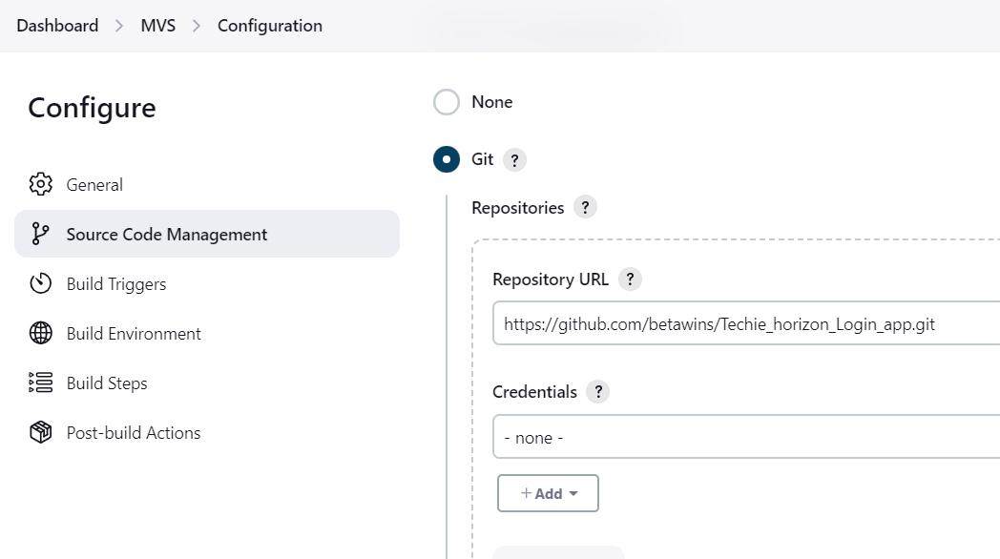 Dashboard > MVS > Configuration
Configure
General
Source Code Management
Build Triggers
Build Environment
Build Steps
Post-build Actions
None
Git ?
Repositories ?
Repository URL ?
https://github.com/betawins/Techie_horizon_Login_app.git
Credentials ?
- none -
+ Add